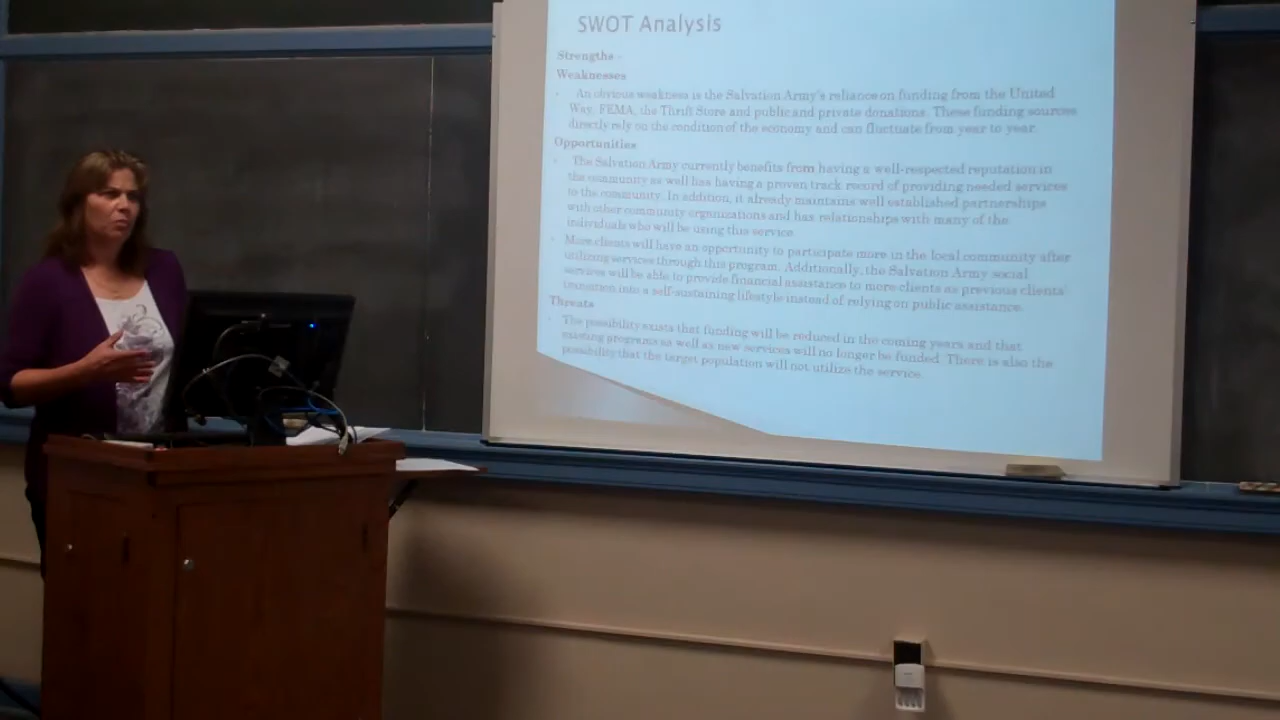 SWOT Analysis
Strengths -
Weaknesses
An obvious weakness is the Salvation Army's reliance on funding from the United
Way, FEMA, the Thrift Store and public and private donations. These funding sources
directly rely on the condition of the economy and can fluctuate from year to year.
Opportunities
The Salvation Army currently benefits from having a well-respected reputation in
the community as well has having a proven track record of providing needed services
to the community. In addition, it already maintains well established partnerships
with other community organizations and has relationships with many of the
individuals who will be using this service.
More clients will have an opportunity to participate more in the local community after
utilizing services through this program. Additionally, the Salvation Army social
services will be able to provide financial assistance to more clients as previous clients
transition into a self-sustaining lifestyle instead of relying on public assistance.
Threats
The possibility exists that funding will be reduced in the coming years and that
existing programs as well as new services will no longer be funded. There is also the
possibility that the target population will not utilize the service.